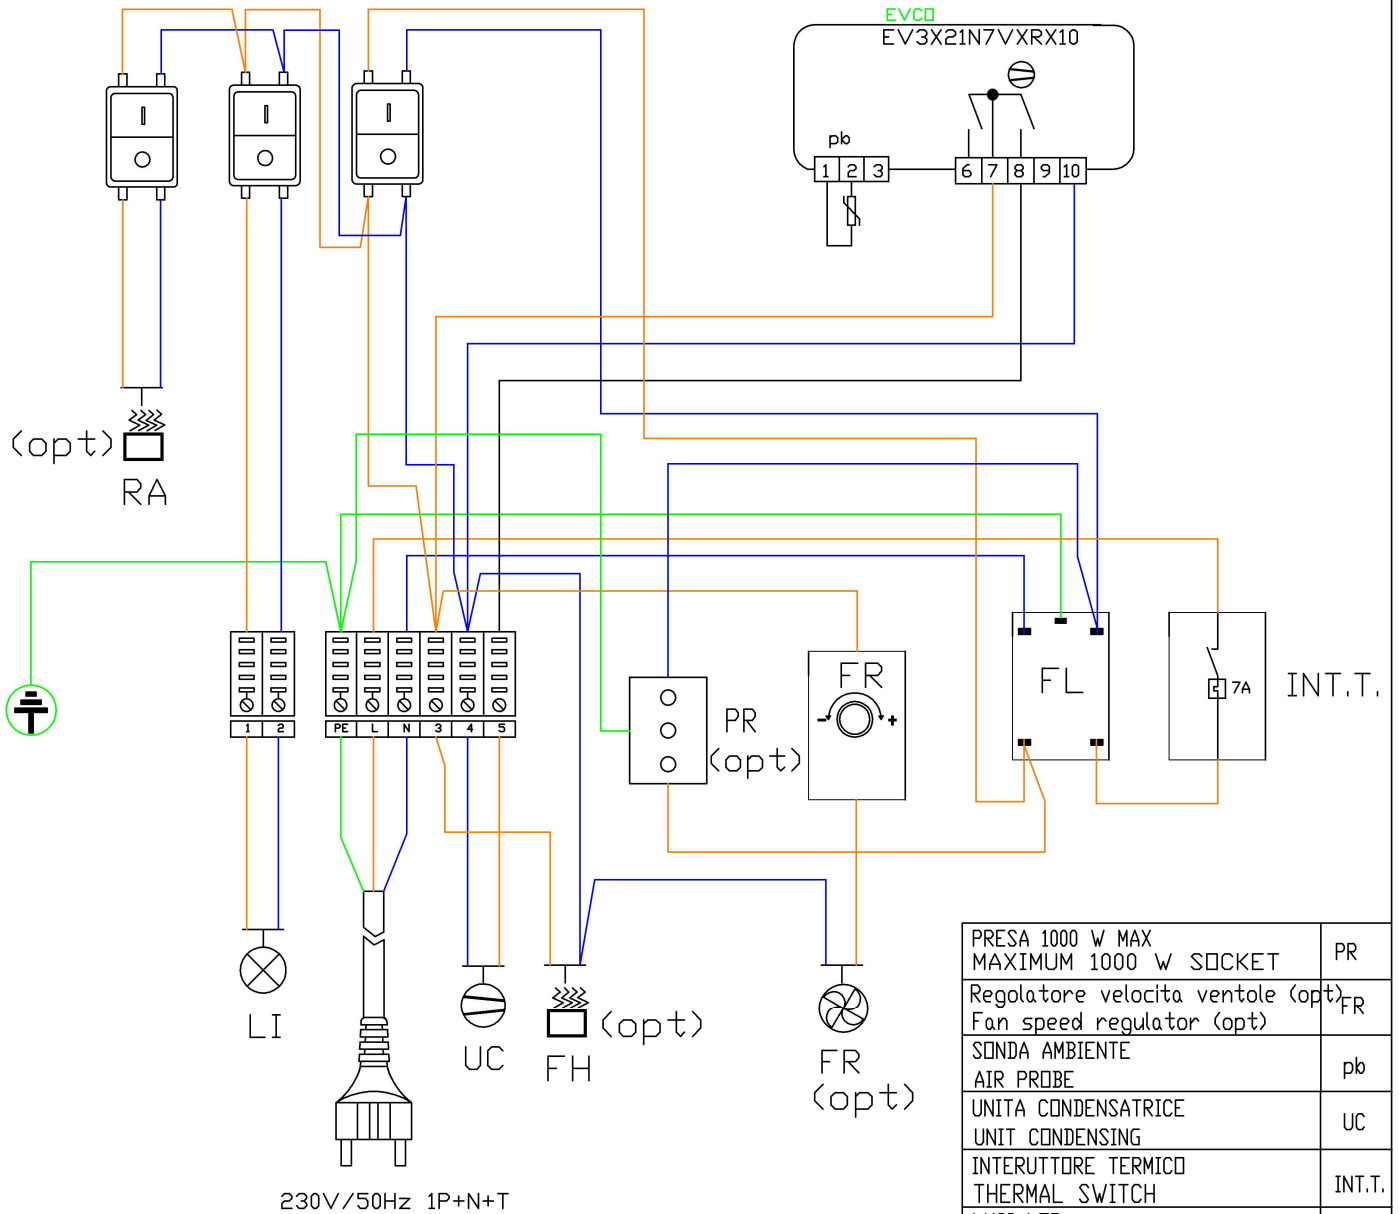 EVCO
EV3X21N7VXRX10
pb
1 2 3
6 7 8 9 10
(opt)
RA
1 2
PE L N 3 4 5
PR
(opt)
FR
- +
FL
7A
INT.T.
LI
UC
FH
(opt)
FR
(opt)
230V/50Hz 1P+N+T
PRESA 1000 W MAX
MAXIMUM 1000 W SOCKET
PR
Regolatore velocita ventole (opt)
Fan speed regulator (opt)
FR
SONDA AMBIENTE
AIR PROBE
pb
UNITA CONDENSATRICE
UNIT CONDENSING
UC
INTERUTTORE TERMICO
THERMAL SWITCH
INT.T.